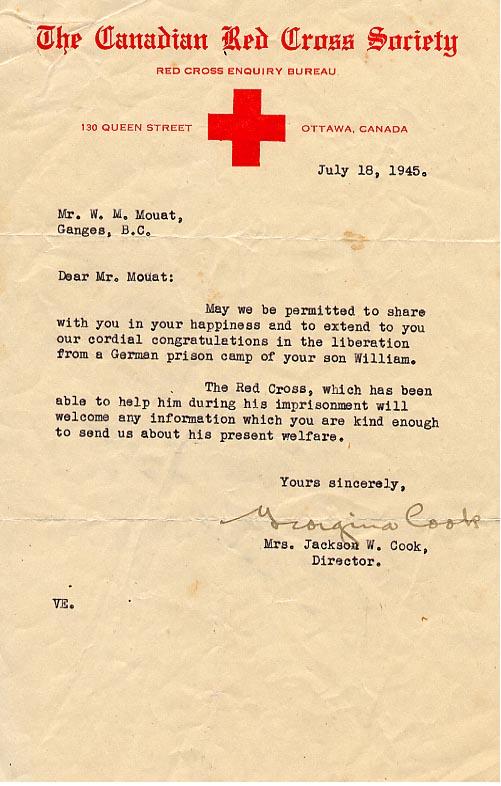 The Canadian Red Cross Society
RED CROSS ENQUIRY BUREAU
130 QUEEN STREET OTTAWA, CANADA
July 18, 1945.
Mr. W. M. Mouat,
Ganges, B.C.
Dear Mr. Mouat:
May we be permitted to share
with you in your happiness and to extend to you
our cordial congratulations in the liberation
from a German prison camp of your son William.
The Red Cross, which has been
able to help him during his imprisonment will
welcome any information which you are kind enough
to send us about his present welfare.
Yours sincerely,
Georgina Cook
Mrs. Jackson W. Cook,
Director.
VE.